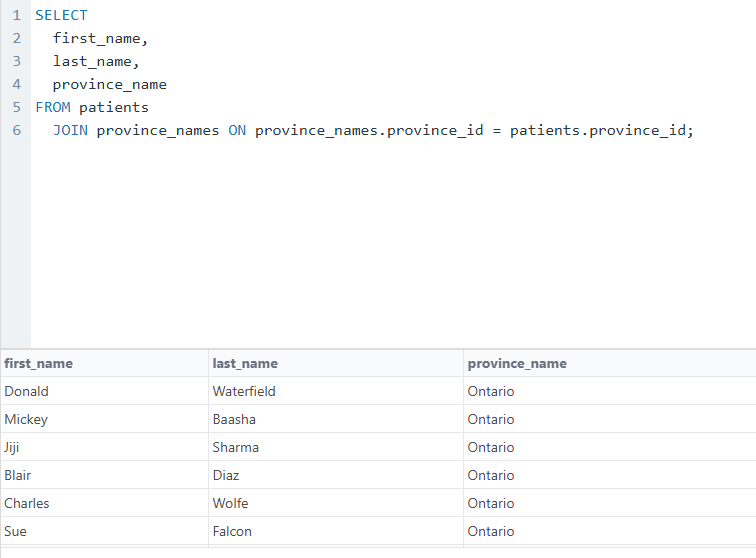 1 SELECT
2 first_name,
3 last_name,
4 province_name
5 FROM patients
6 JOIN province_names ON province_names.province_id = patients.province_id;
first_name last_name province_name
Donald Waterfield Ontario
Mickey Baasha Ontario
Jiji Sharma Ontario
Blair Diaz Ontario
Charles Wolfe Ontario
Sue Falcon Ontario